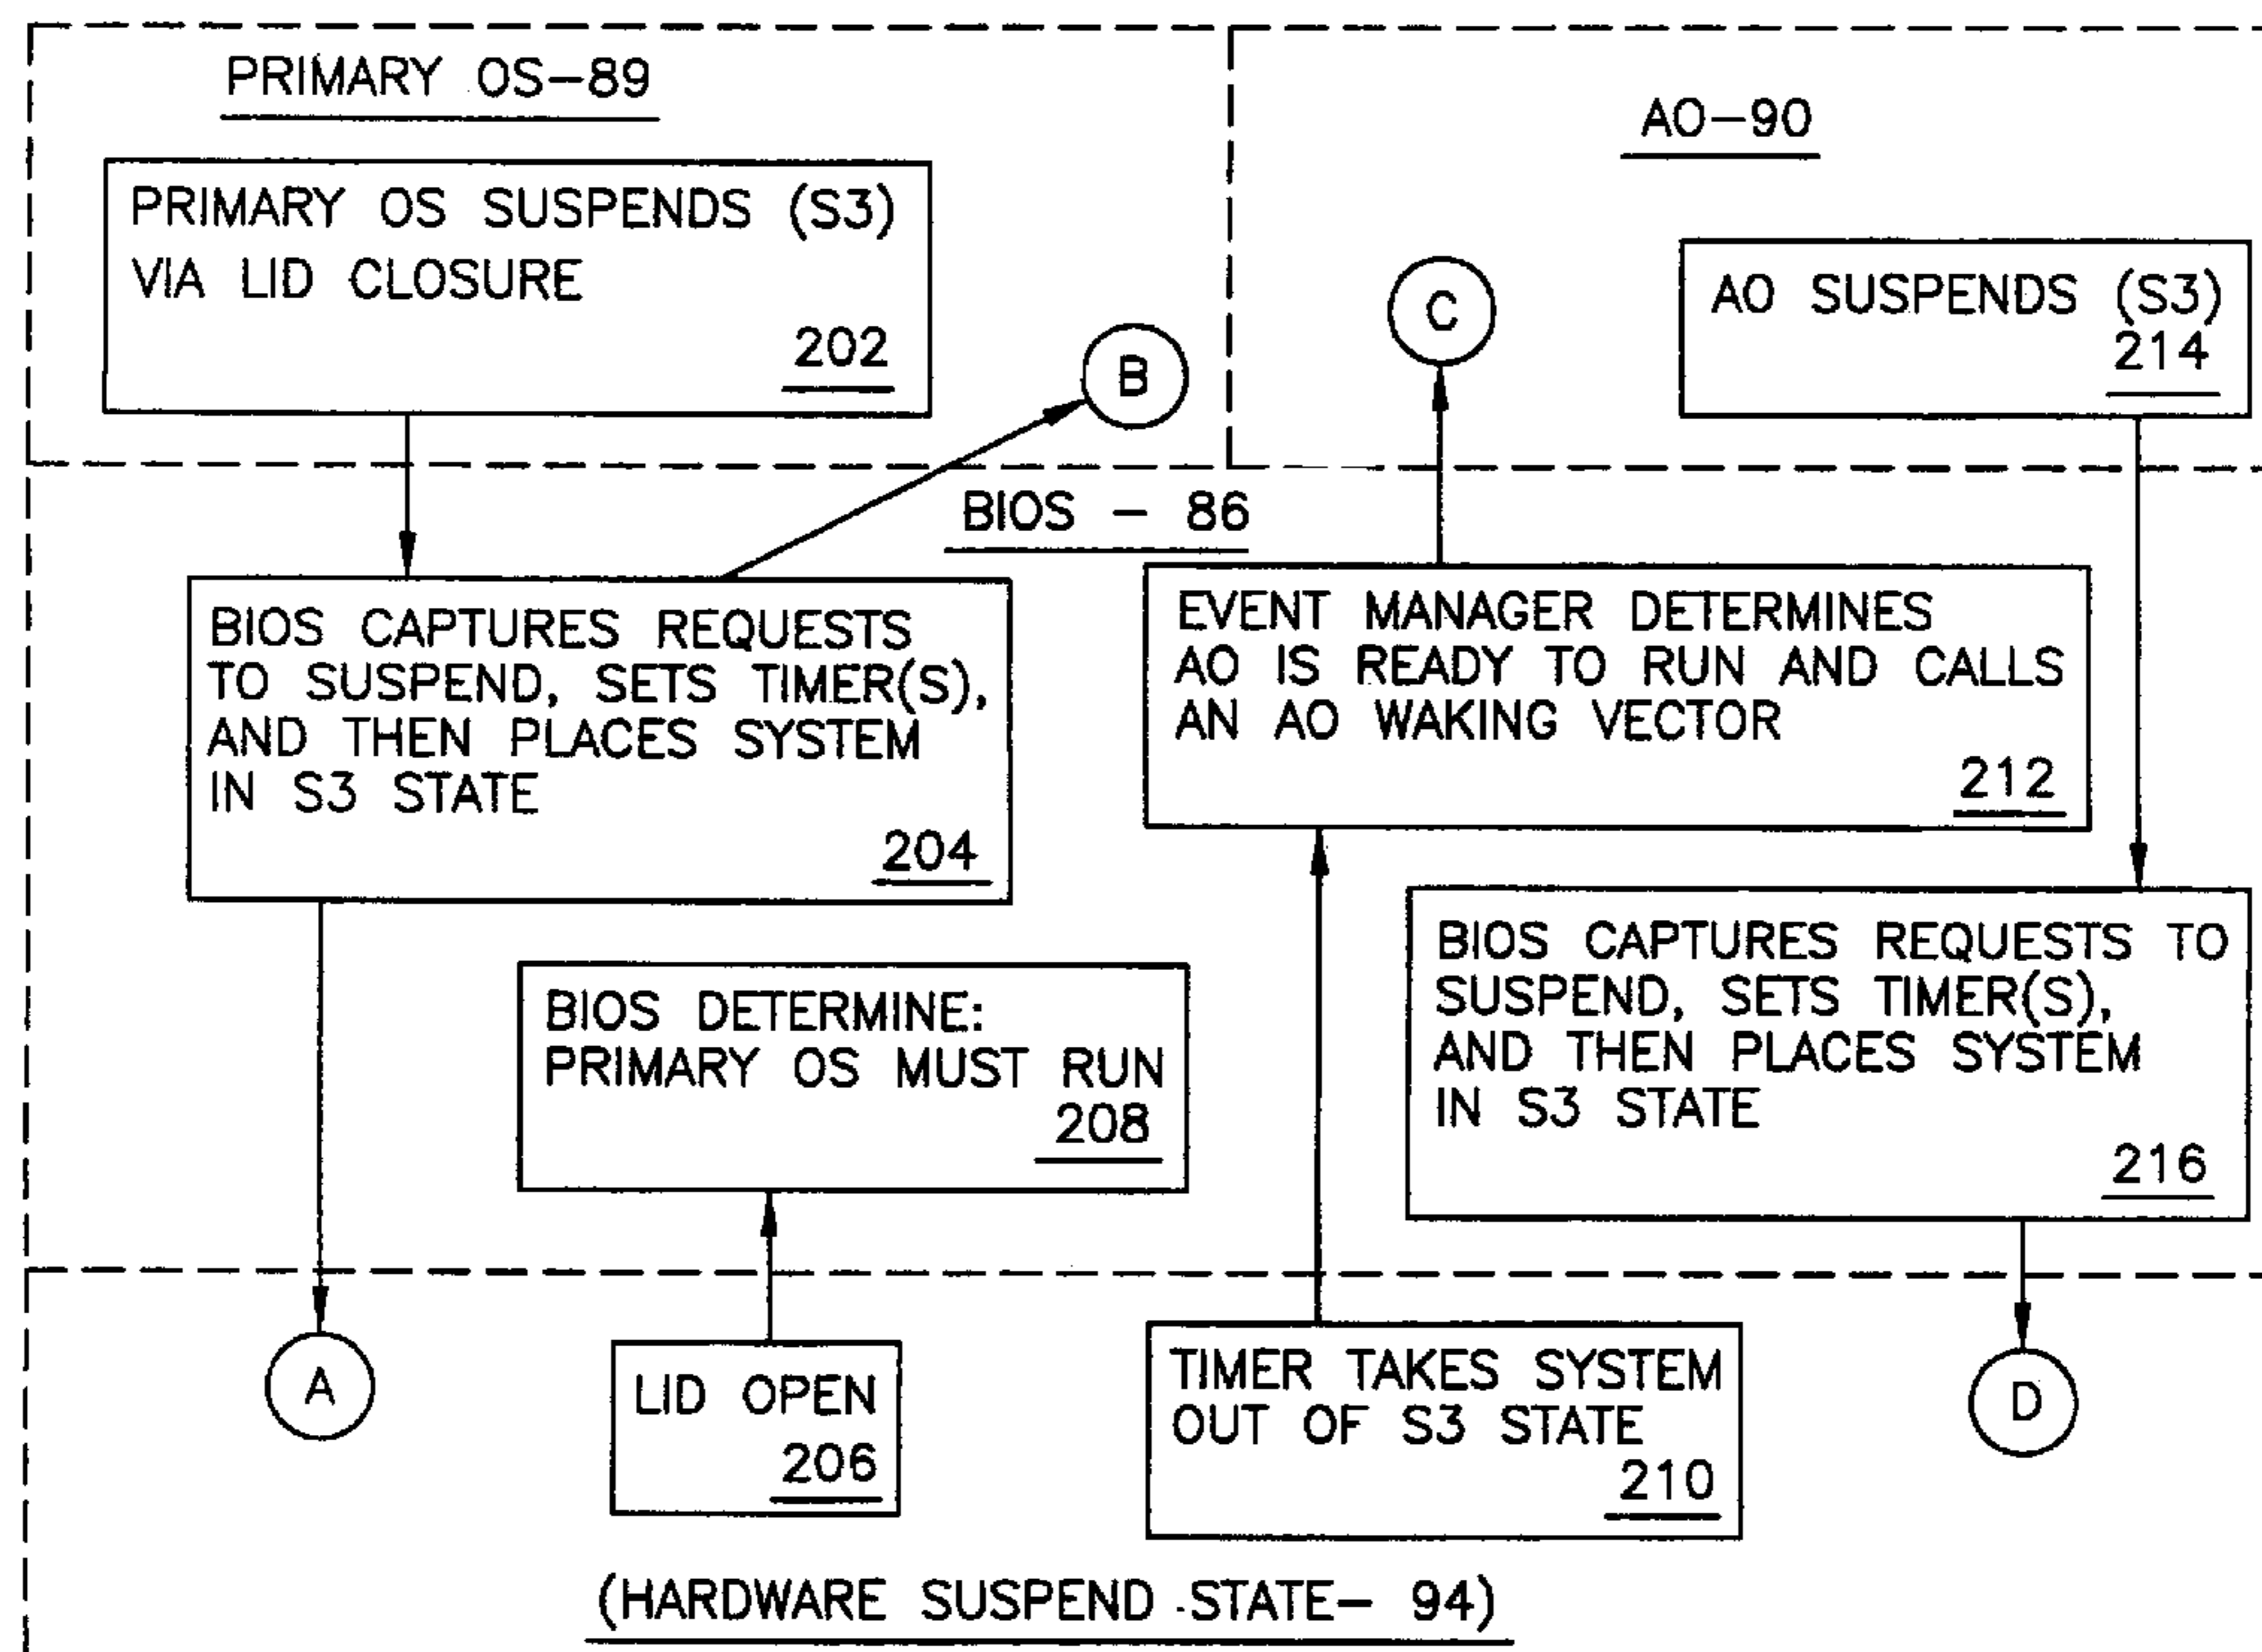 PRIMARY OS-89
PRIMARY OS SUSPENDS (S3)
VIA LID CLOSURE
202
B
AO-90
C
AO SUSPENDS (S3)
214
BIOS - 86
BIOS CAPTURES REQUESTS
TO SUSPEND, SETS TIMER(S),
AND THEN PLACES SYSTEM
IN S3 STATE
204
EVENT MANAGER DETERMINES
AO IS READY TO RUN AND CALLS
AN AO WAKING VECTOR
212
BIOS DETERMINE:
PRIMARY OS MUST RUN
208
BIOS CAPTURES REQUESTS TO
SUSPEND, SETS TIMER(S),
AND THEN PLACES SYSTEM
IN S3 STATE
216
A
LID OPEN
206
TIMER TAKES SYSTEM
OUT OF S3 STATE
210
D
(HARDWARE SUSPEND STATE- 94)